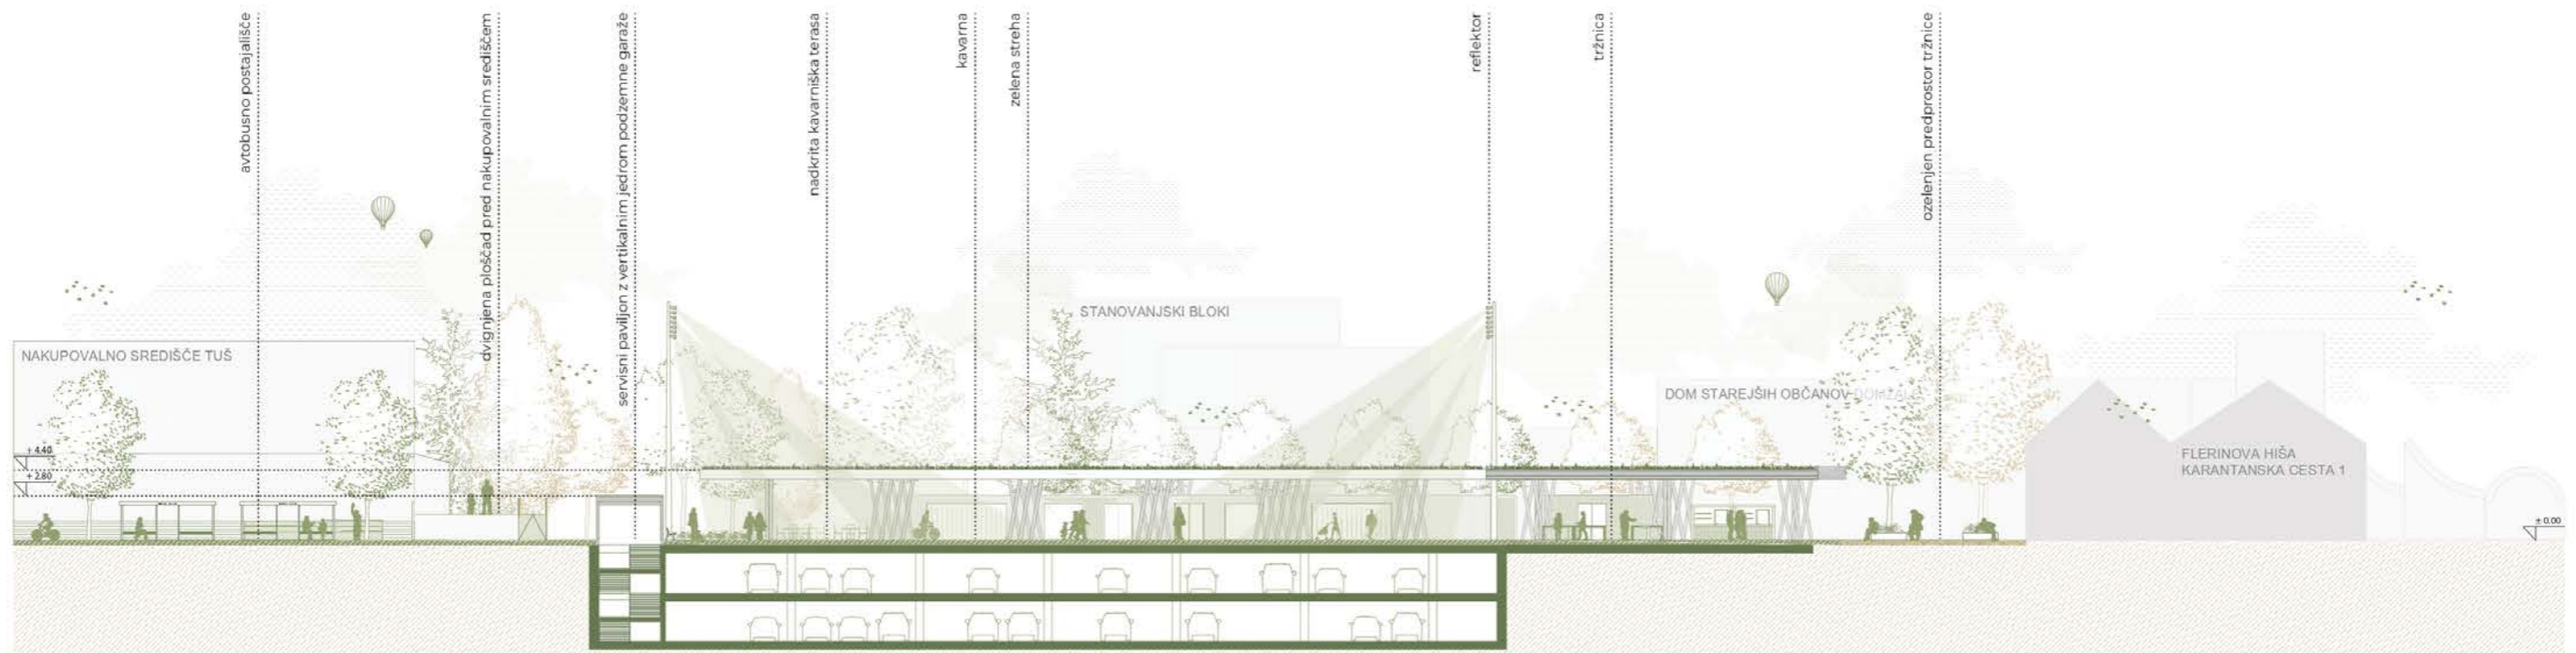 avtobusno postajališče
dvignjena ploščad pred nakupovalnim središčem
servisni paviljon z vertikalnim jedrom podzemne garaže
nadkrita kavarniška terasa
kavarna
zelena streha
reflektor
tržnica
ozelenjen predprostor tržnice
STANOVANJSKI BLOKI
NAKUPOVALNO SREDIŠČE TUŠ
DOM STAREJŠIH OBČANOV DOMŽALE
FLERINOVA HIŠA
KARANTANSKA CESTA 1
+ 4.40
+ 2.80
± 0.00